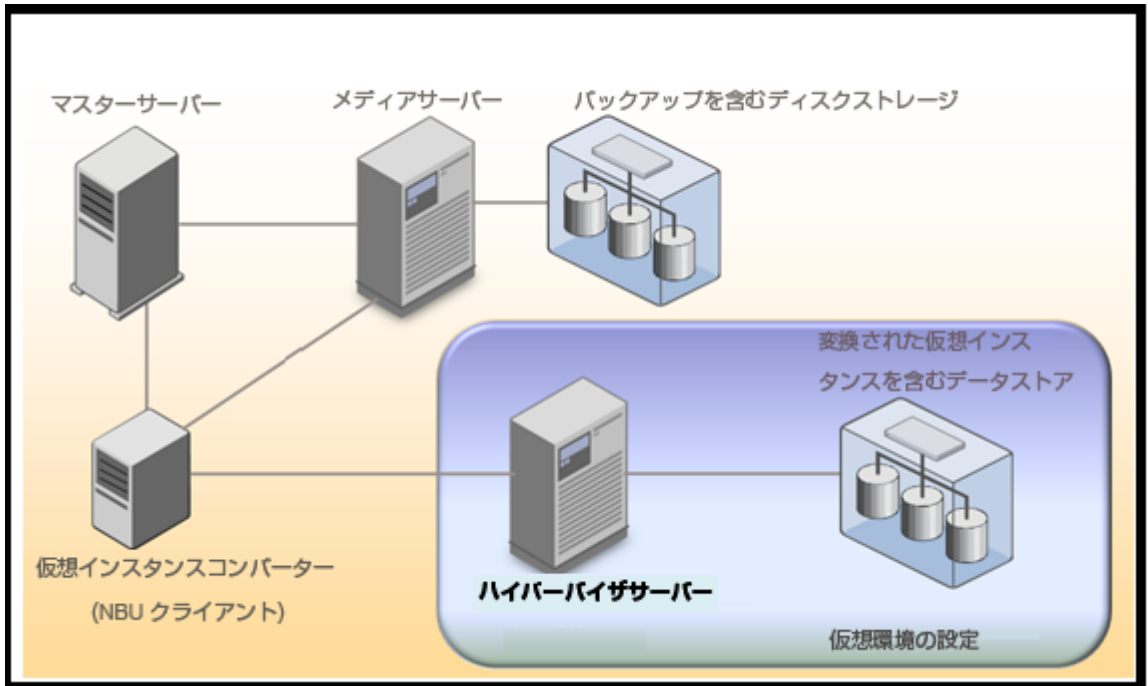 マスターサーバー
メディアサーバー
バックアップを含むディスクストレージ
変換された仮想インス
タンスを含むデータストア
仮想インスタンスコンバーター
(NBU クライアント)
ハイパーバイザサーバー
仮想環境の設定